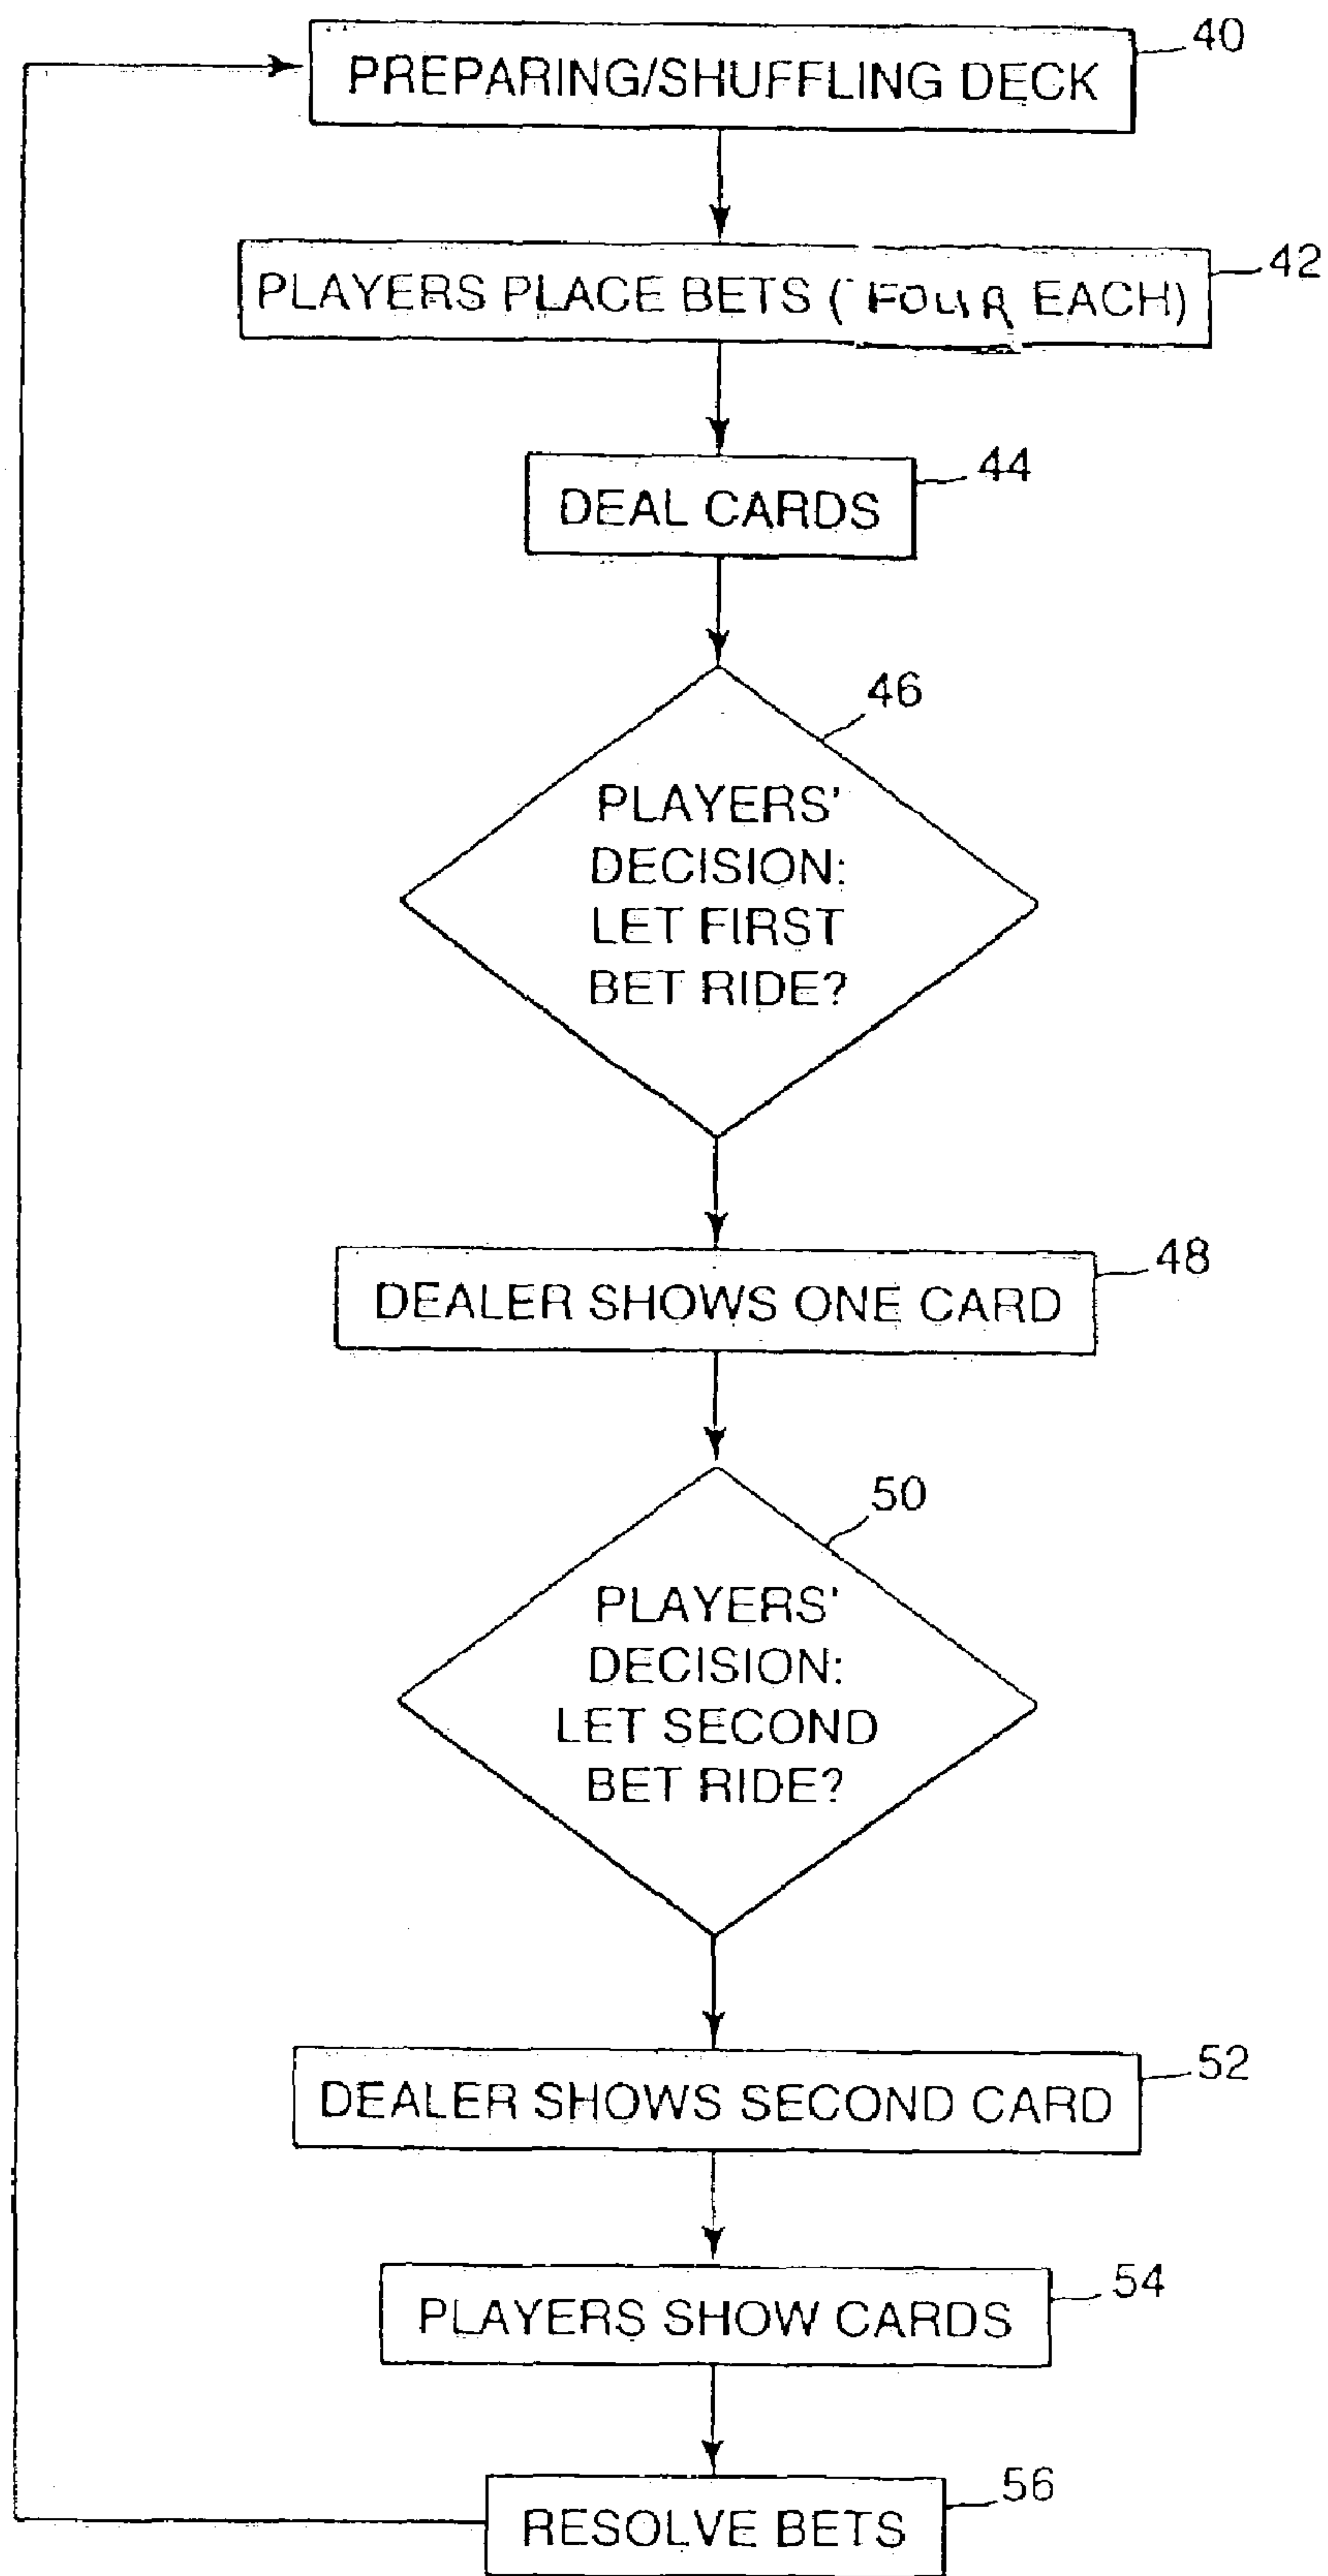 40
PREPARING/SHUFFLING DECK
42
PLAYERS PLACE BETS (FOUR EACH)
44
DEAL CARDS
46
PLAYERS'
DECISION:
LET FIRST
BET RIDE?
48
DEALER SHOWS ONE CARD
50
PLAYERS'
DECISION:
LET SECOND
BET RIDE?
52
DEALER SHOWS SECOND CARD
54
PLAYERS SHOW CARDS
56
RESOLVE BETS